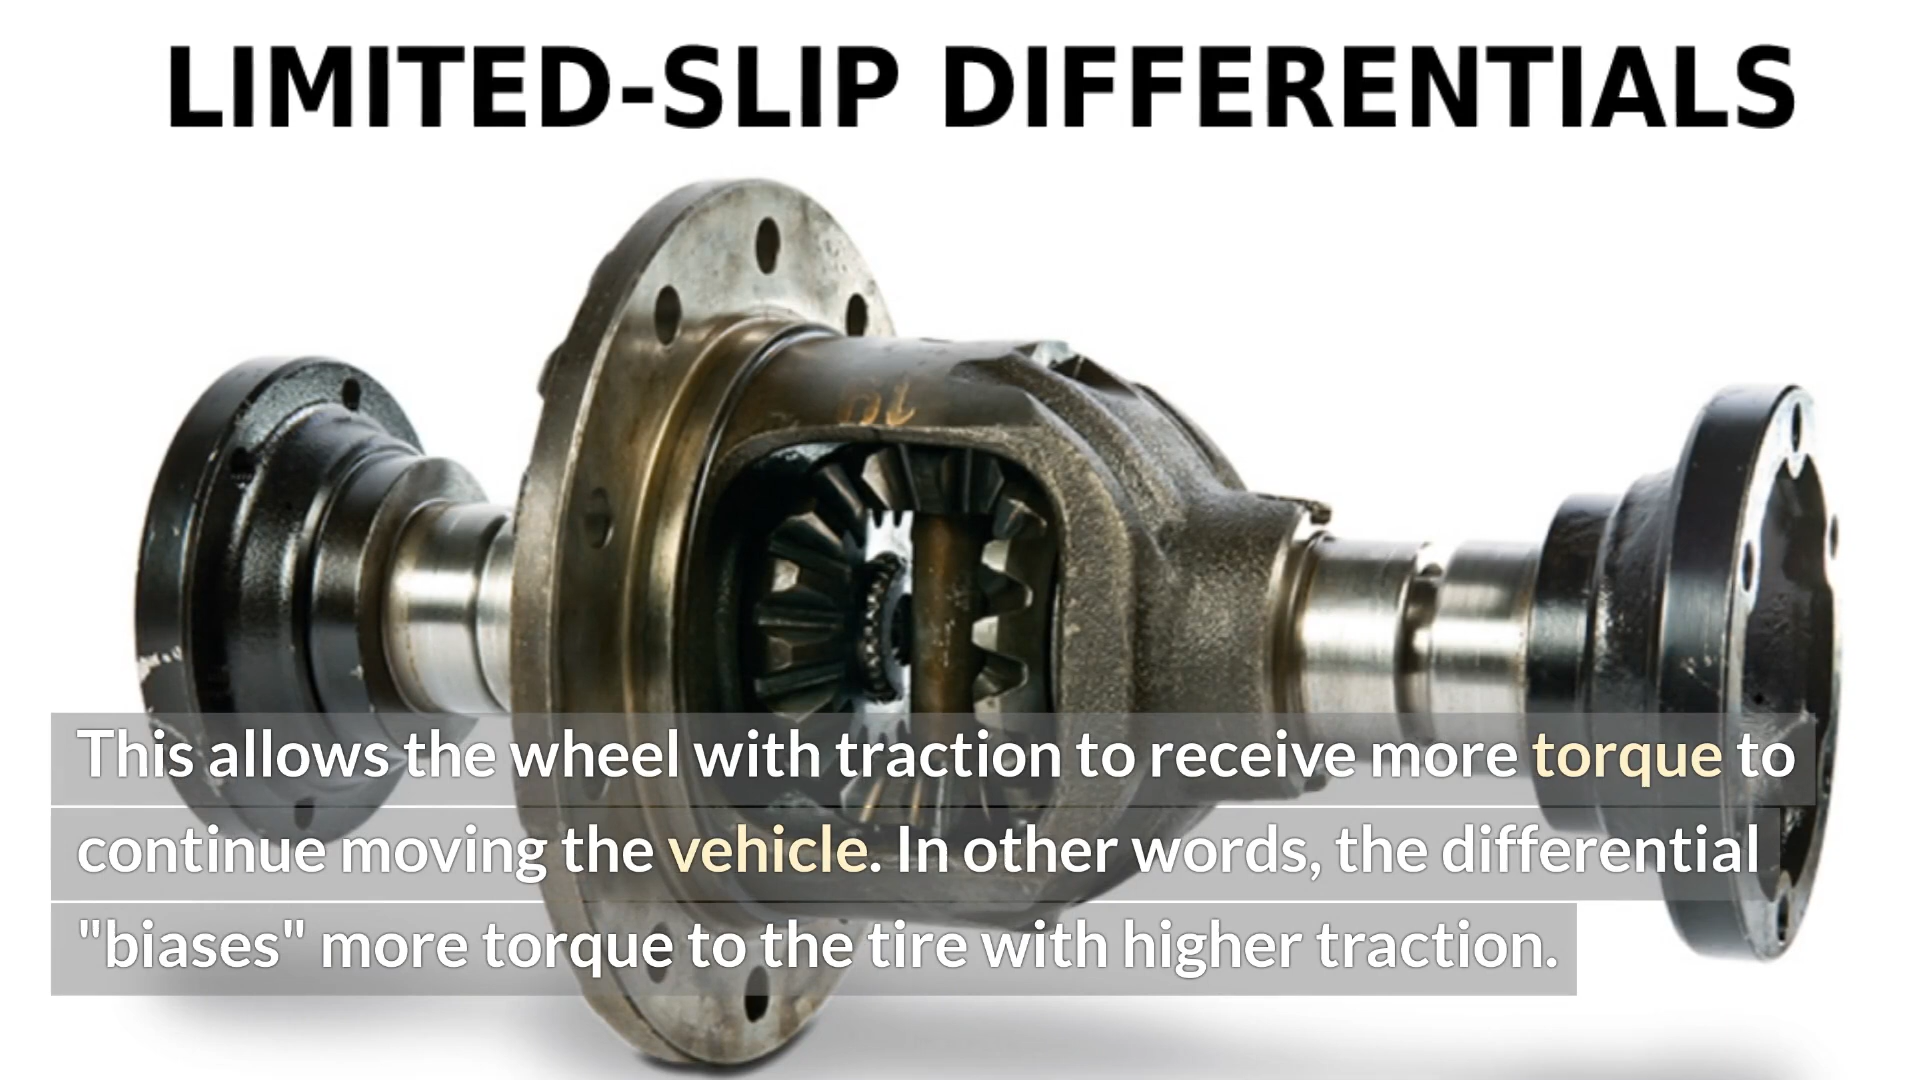 LIMITED-SLIP DIFFERENTIALS
This allows the wheel with traction to receive more torque to
continue moving the vehicle. In other words, the differential
"biases" more torque to the tire with higher traction.